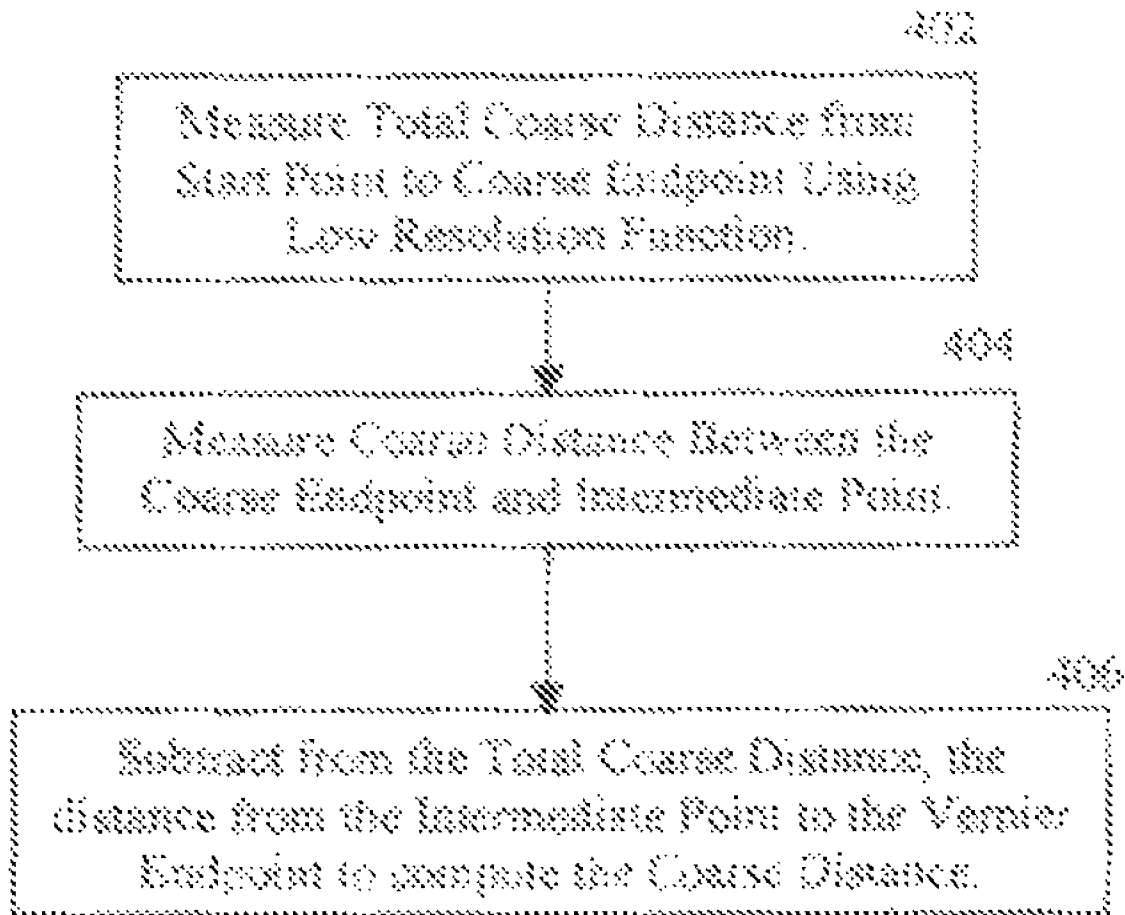 402
Measure Total Coarse Distance from
Start Point to Coarse Endpoint Using
Low Resolution Function.
404
Measure Coarse Distance Between the
Coarse Endpoint and Intermediate Point.
406
Subtract from the Total Coarse Distance, the
distance from the Intermediate Point to the Vernier
Endpoint to compute the Coarse Distance.